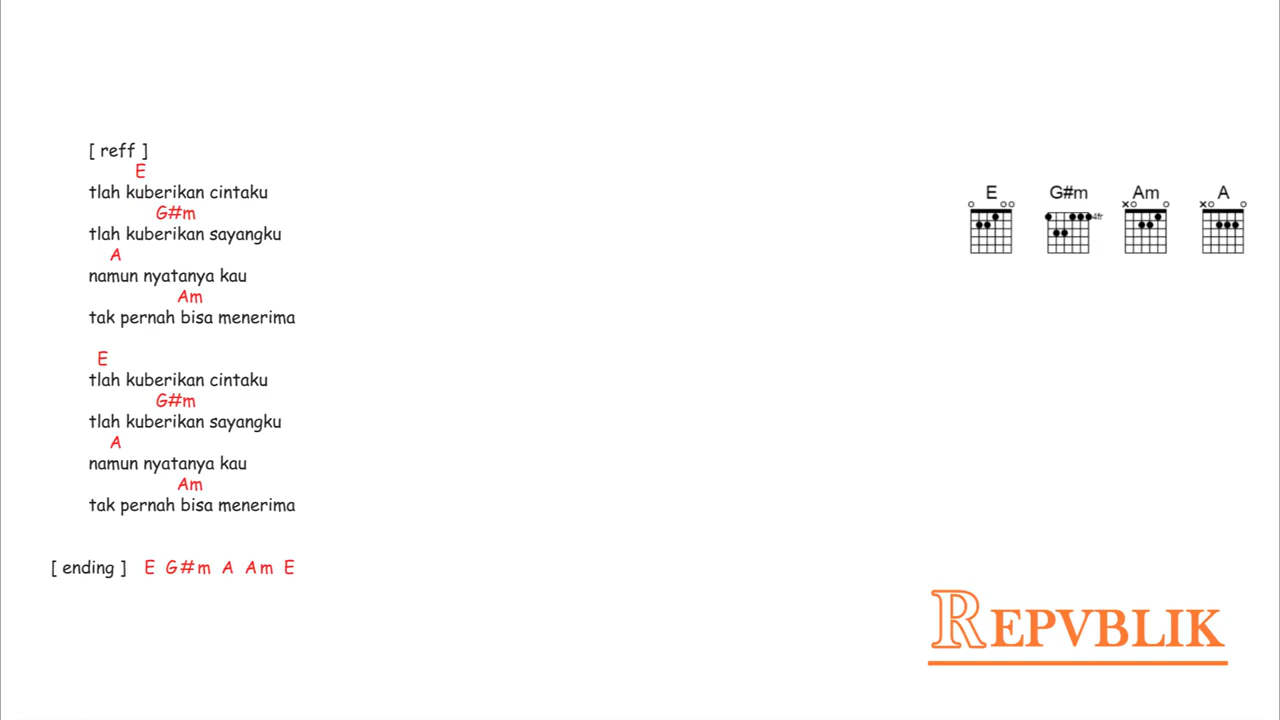 [ reff ]
E
tlah kuberikan cintaku
G#m
tlah kuberikan sayangku
A
namun nyatanya kau
Am
tak pernah bisa menerima
E
tlah kuberikan cintaku
G#m
tlah kuberikan sayangku
A
namun nyatanya kau
Am
tak pernah bisa menerima
[ ending ] E G#m A Am E
E G#m Am A
4fr
REPVBLIK